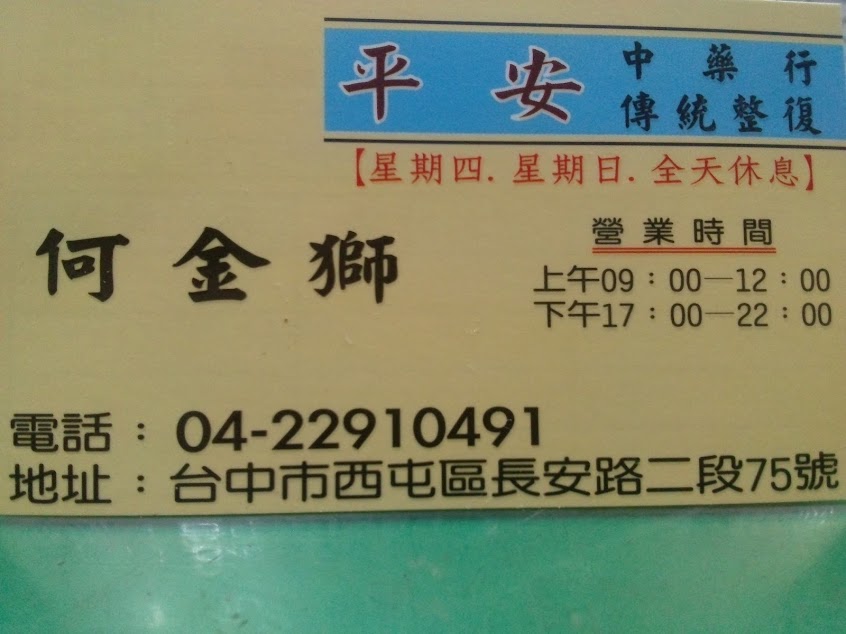 平安 中藥行
傳統整復
【星期四.星期日.全天休息】
何金獅
營業時間
上午09：00—12：00
下午17：00—22：00
電話：04-22910491
地址：台中市西屯區長安路二段75號